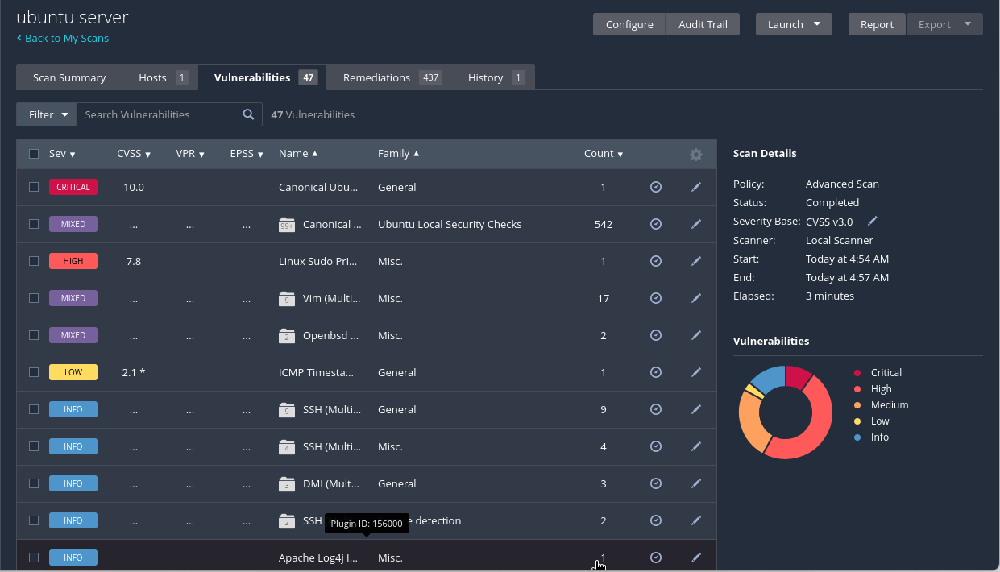 ubuntu server
Back to My Scans
Configure Audit Trail Launch Report Export
Scan Summary Hosts 1 Vulnerabilities 47 Remediations 437 History 1
Filter Search Vulnerabilities 47 Vulnerabilities
Sev CVSS VPR EPSS Name Family Count
CRITICAL 10.0 Canonical Ubu... General 1
MIXED ... ... ... 99+ Canonical ... Ubuntu Local Security Checks 542
HIGH 7.8 Linux Sudo Pri... Misc. 1
MIXED ... ... ... 9 Vim (Multi... Misc. 17
MIXED ... ... ... 2 Openbsd ... Misc. 2
LOW 2.1 * ICMP Timesta... General 1
INFO ... ... ... 9 SSH (Multi... General 9
INFO ... ... ... 4 SSH (Multi... Misc. 4
INFO ... ... ... 3 DMI (Mult... General 3
INFO ... ... ... 2 SSH detection 2
Plugin ID: 156000
INFO Apache Log4j I... Misc. 1
Scan Details
Policy: Advanced Scan
Status: Completed
Severity Base: CVSS v3.0
Scanner: Local Scanner
Start: Today at 4:54 AM
End: Today at 4:57 AM
Elapsed: 3 minutes
Vulnerabilities
Critical
High
Medium
Low
Info